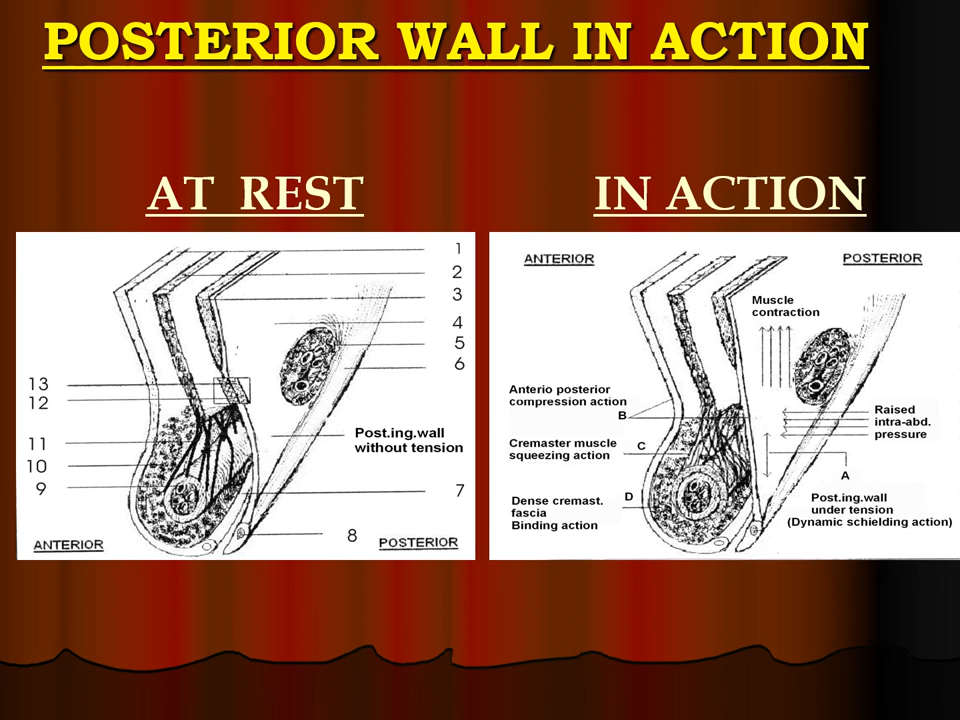 POSTERIOR WALL IN ACTION
AT REST
IN ACTION
1
2
3
4
5
6
13
12
11
10
9
Post.ing.wall
without tension
7
8
ANTERIOR
POSTERIOR
ANTERIOR
POSTERIOR
Muscle
contraction
Anterio posterior
compression action
B
Raised
intra-abd.
pressure
Cremaster muscle
squeezing action
C
A
D
Dense cremast.
fascia
Binding action
Post.ing.wall
under tension
(Dynamic schielding action)